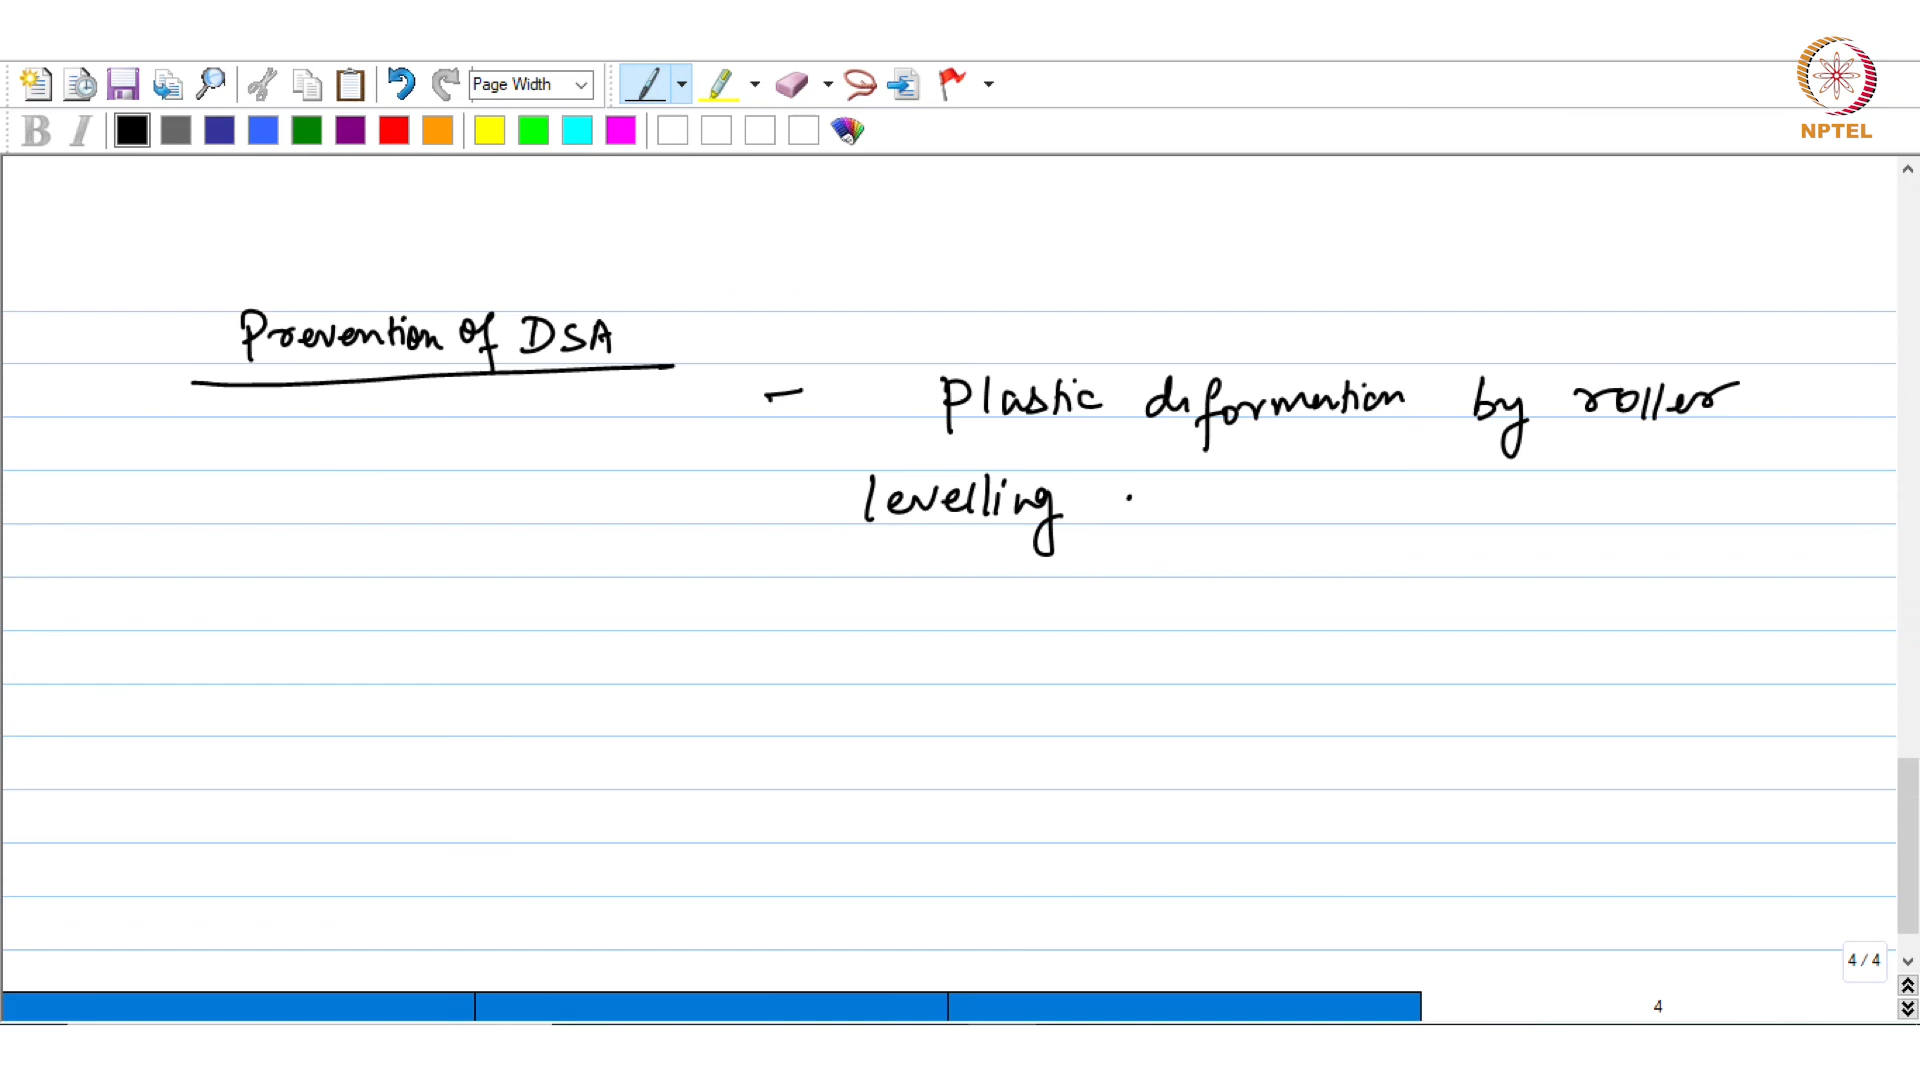 Page Width
B I
NPTEL
Prevention of DSA
- Plastic deformation by roller
levelling .
4 / 4
4